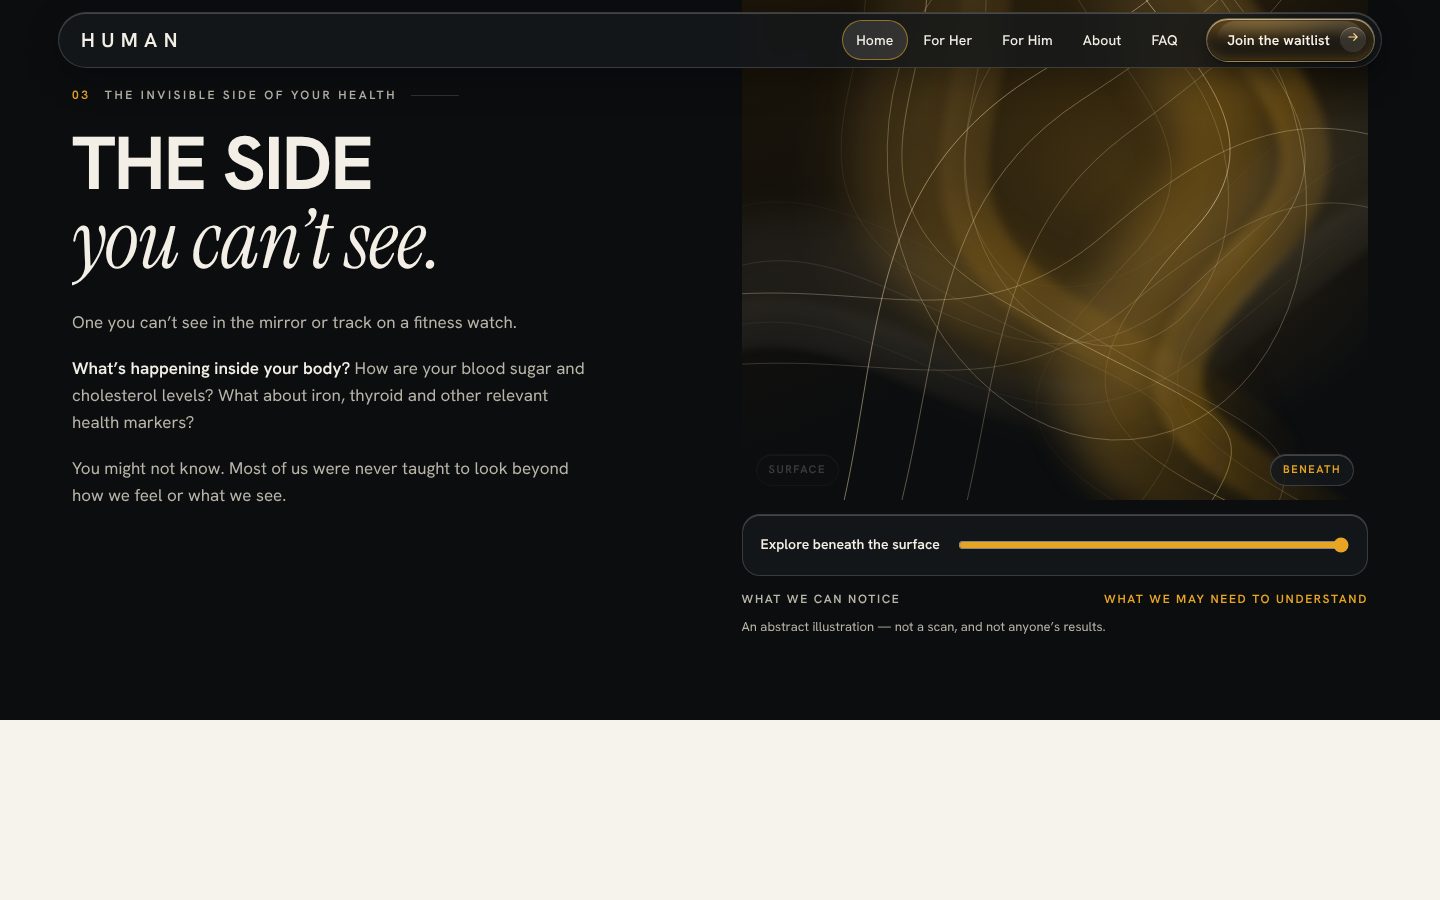 HUMAN
Home
For Her
For Him
About
FAQ
Join the waitlist
03 THE INVISIBLE SIDE OF YOUR HEALTH
THE SIDE
you can’t see.
One you can’t see in the mirror or track on a fitness watch.
What’s happening inside your body? How are your blood sugar and
cholesterol levels? What about iron, thyroid and other relevant
health markers?
You might not know. Most of us were never taught to look beyond
how we feel or what we see.
SURFACE
BENEATH
Explore beneath the surface
WHAT WE CAN NOTICE
WHAT WE MAY NEED TO UNDERSTAND
An abstract illustration — not a scan, and not anyone’s results.